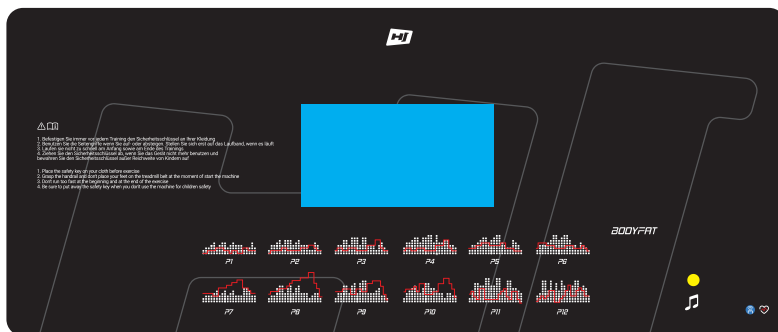 HJ
1. Befestigen Sie immer vor jedem Training den Sicherheitsschlüssel an Ihrer Kleidung
2. Benutzen Sie die Seitengriffe wenn Sie auf- oder absteigen. Stellen Sie sich erst auf das Laufband, wenn es läuft
3. Laufen sie nicht zu schnell am Anfang sowie am Ende des Trainings
4. Ziehen Sie den Sicherheitsschlüssel ab, wenn Sie das Gerät nicht mehr benutzen und
bewahren Sie den Sicherheitsschlüssel außer Reichweite von Kindern auf
1. Place the safety key on your cloth before exercise
2. Grasp the handrail and don't place your feet on the treadmill belt at the moment of start the machine
3. Don't run too fast at the beginning and at the end of the exercise
4. Be sure to put away the safety key when you don't use the machine for children safety
BODYFAT
P1 P2 P3 P4 P5 P6
P7 P8 P9 P10 P11 P12